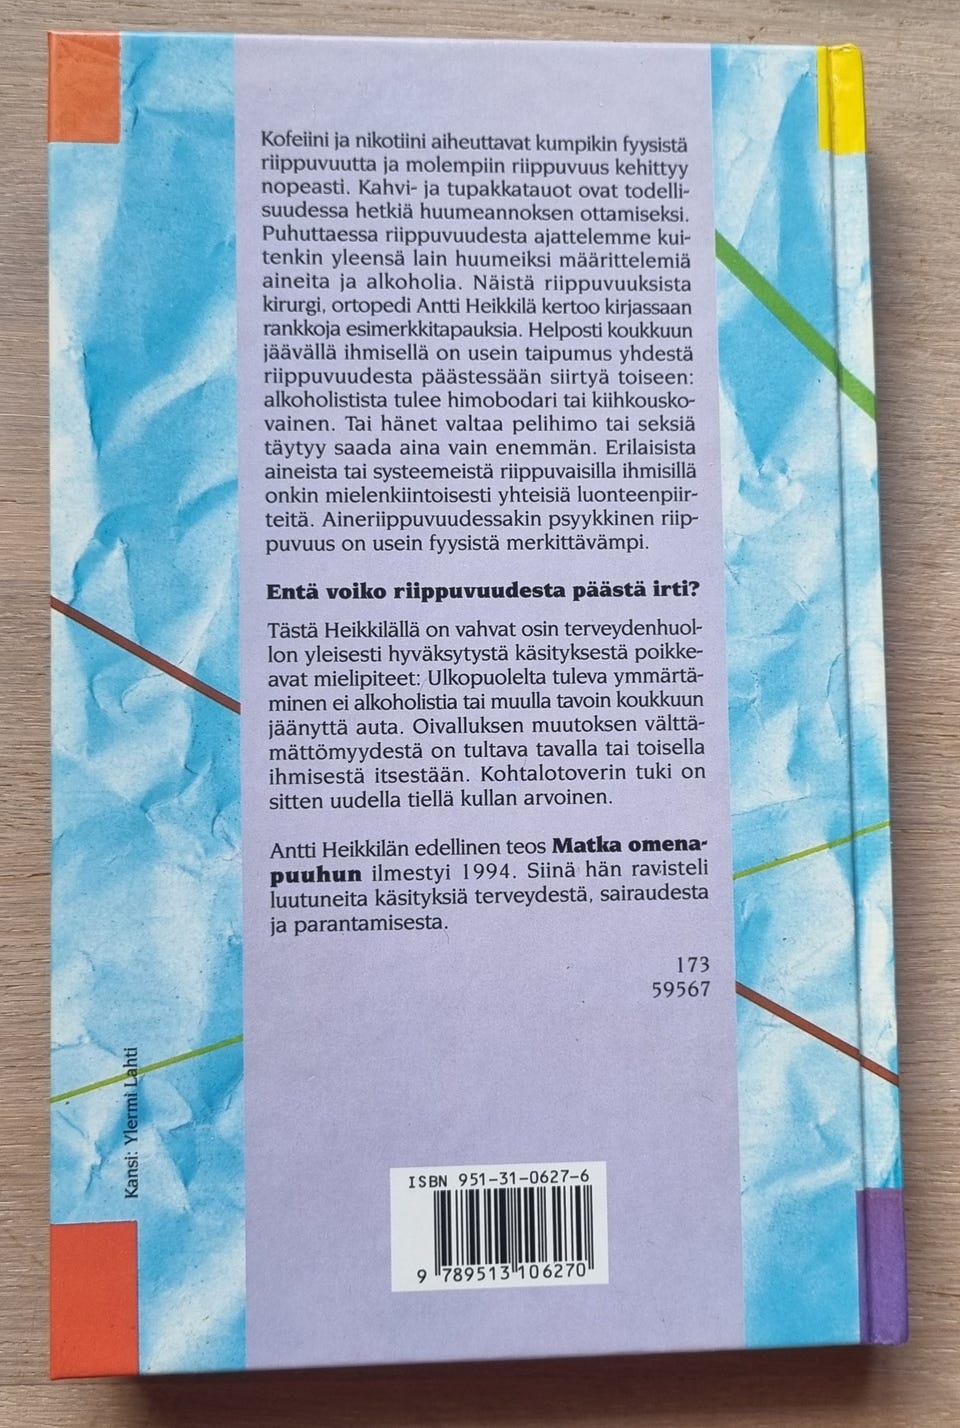 Kofeiini ja nikotiini aiheuttavat kumpikin fyysistä
riippuvuutta ja molempiin riippuvuus kehittyy
nopeasti. Kahvi- ja tupakkatauot ovat todelli-
suudessa hetkiä huumeannoksen ottamiseksi.
Puhuttaessa riippuvuudesta ajattelemme kui-
tenkin yleensä lain huumeiksi määrittelemiä
aineita ja alkoholia. Näistä riippuvuuksista
kirurgi, ortopedi Antti Heikkilä kertoo kirjassaan
rankkoja esimerkkitapauksia. Helposti koukkuun
jäävällä ihmisellä on usein taipumus yhdestä
riippuvuudesta päästessään siirtyä toiseen:
alkoholistista tulee himobodari tai kiihkousko-
vainen. Tai hänet valtaa pelihimo tai seksiä
täytyy saada aina vain enemmän. Erilaisista
aineista tai systeemeistä riippuvaisilla ihmisillä
onkin mielenkiintoisesti yhteisiä luonteenpiir-
teitä. Aineriippuvuudessakin psyykkinen riip-
puvuus on usein fyysistä merkittävämpi.
Entä voiko riippuvuudesta päästä irti?
Tästä Heikkilällä on vahvat osin terveydenhuol-
lon yleisesti hyväksytystä käsityksestä poikke-
avat mielipiteet: Ulkopuolelta tuleva ymmärtä-
minen ei alkoholistia tai muulla tavoin koukkuun
jäänyttä auta. Oivalluksen muutoksen välttä-
mättömyydestä on tultava tavalla tai toisella
ihmisestä itsestään. Kohtalotoverin tuki on
sitten uudella tiellä kullan arvoinen.
Antti Heikkilän edellinen teos Matka omena-
puuhun ilmestyi 1994. Siinä hän ravisteli
luutuneita käsityksiä terveydestä, sairaudesta
ja parantamisesta.
173
59567
Kansi: Ylermi Lahti
ISBN 951-31-0627-6
9 789513 106270